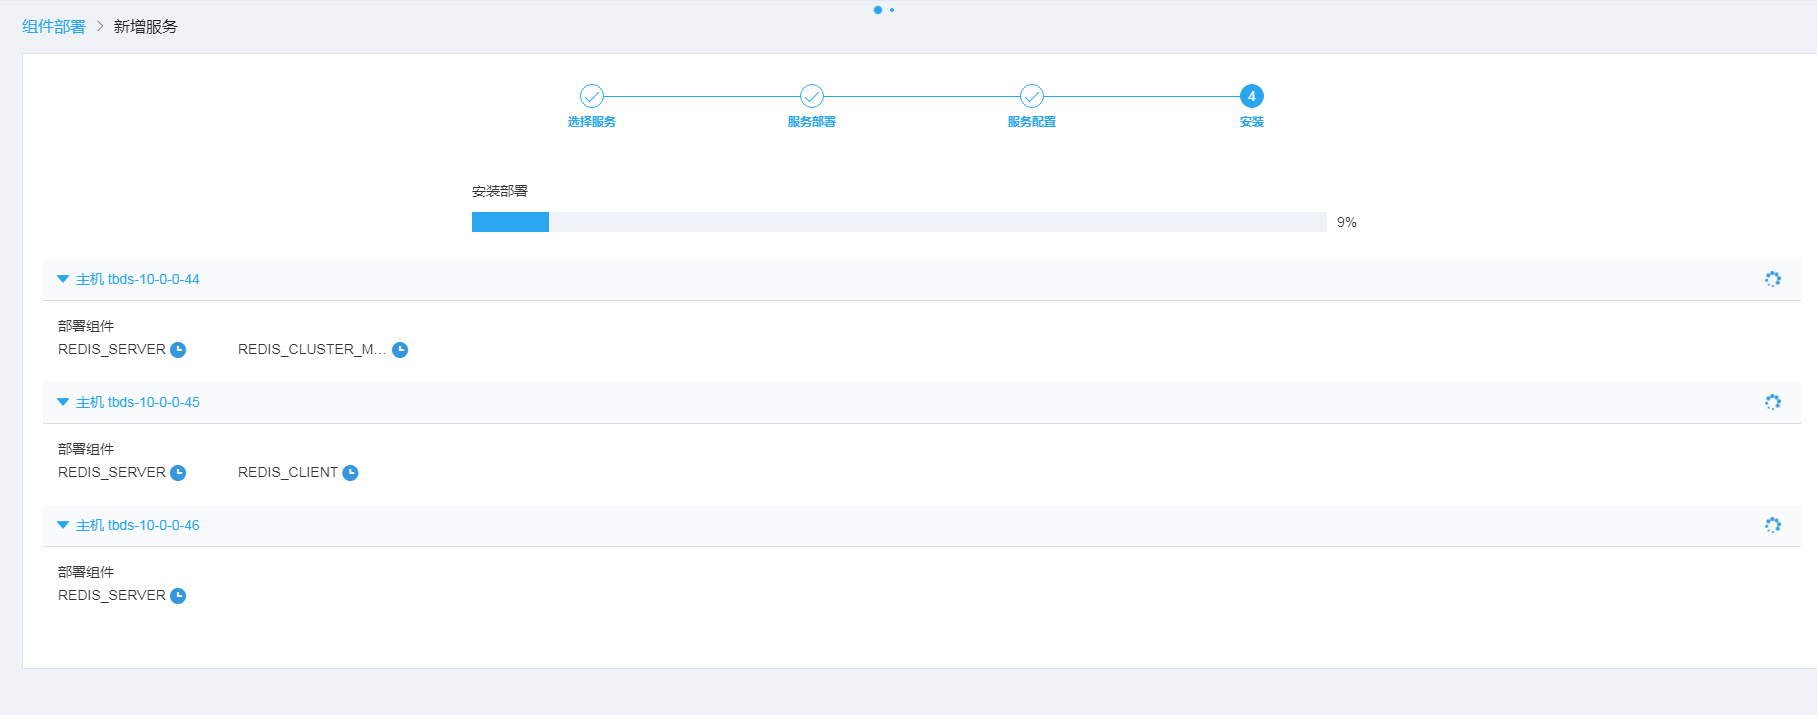 组件部署 > 新增服务
4
选择服务 服务部署 服务配置 安装
安装部署
9%
主机 tbds-10-0-0-44
部署组件
REDIS_SERVER REDIS_CLUSTER_M...
主机 tbds-10-0-0-45
部署组件
REDIS_SERVER REDIS_CLIENT
主机 tbds-10-0-0-46
部署组件
REDIS_SERVER